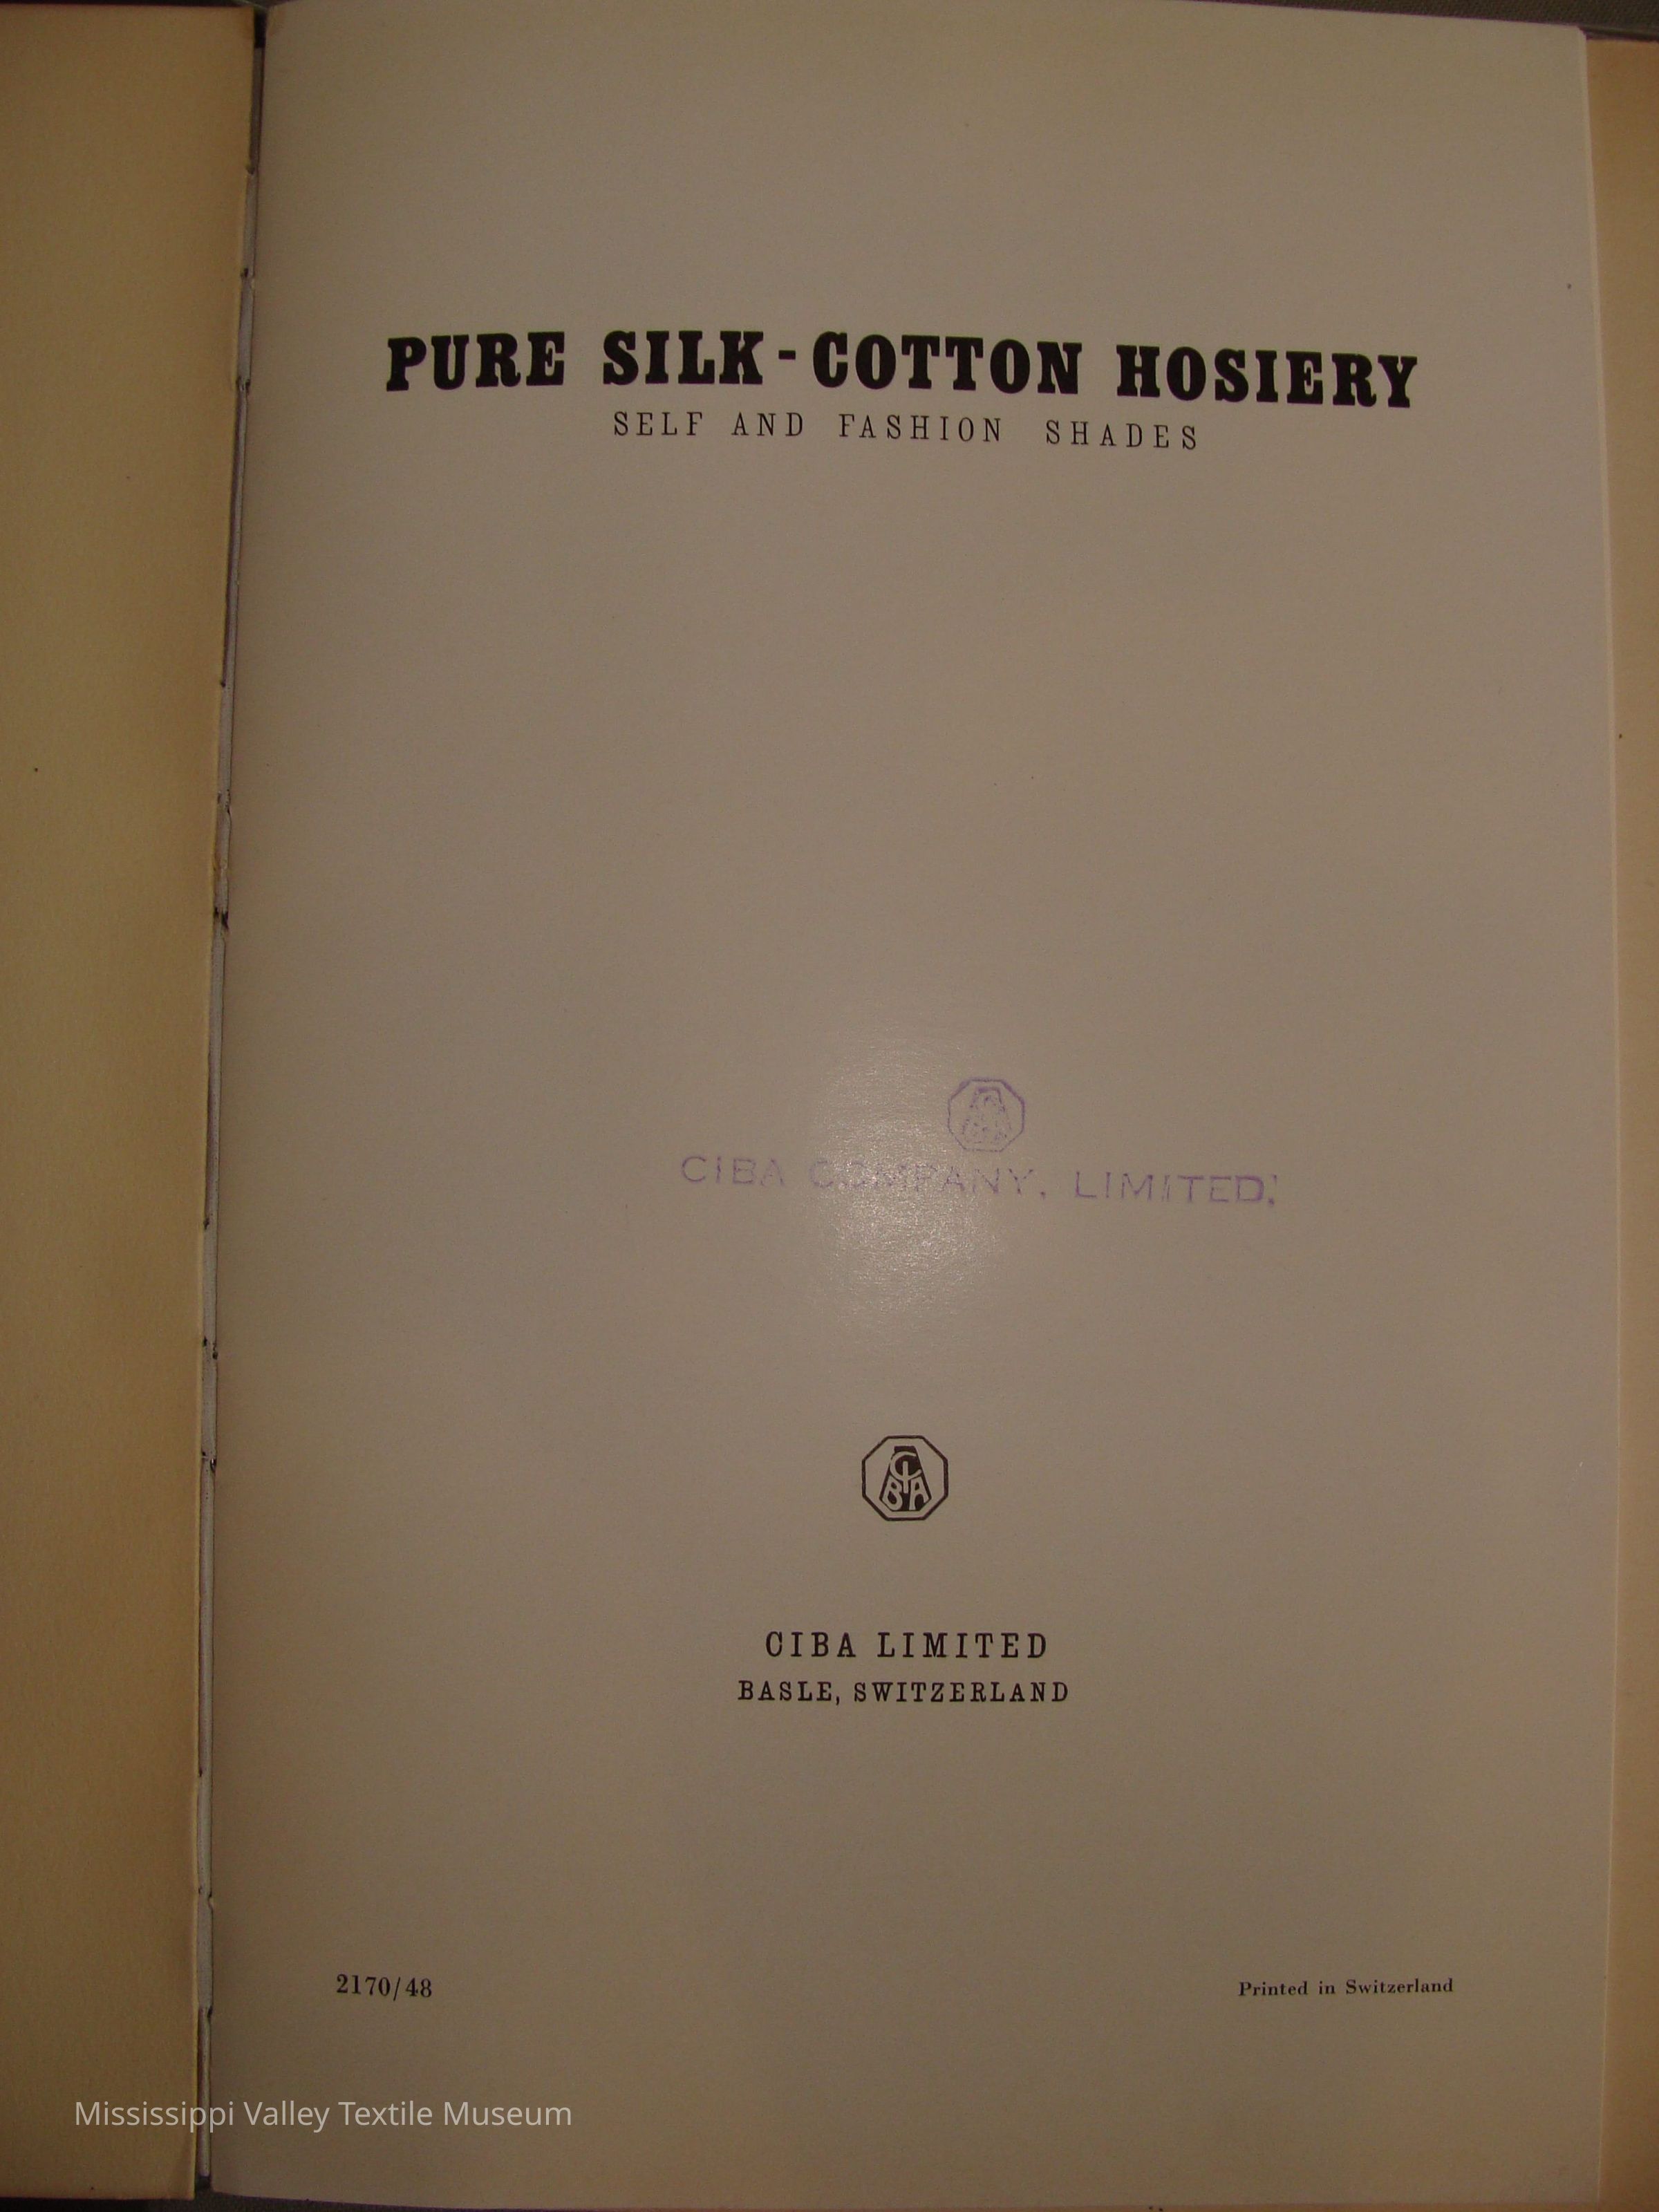 PURE SILK-COTTON HOSIERY
SELF AND FASHION SHADES
CIBA COMPANY, LIMITED.
CIBA
CIBA LIMITED
BASLE, SWITZERLAND
2170/48
Printed in Switzerland
Mississippi Valley Textile Museum